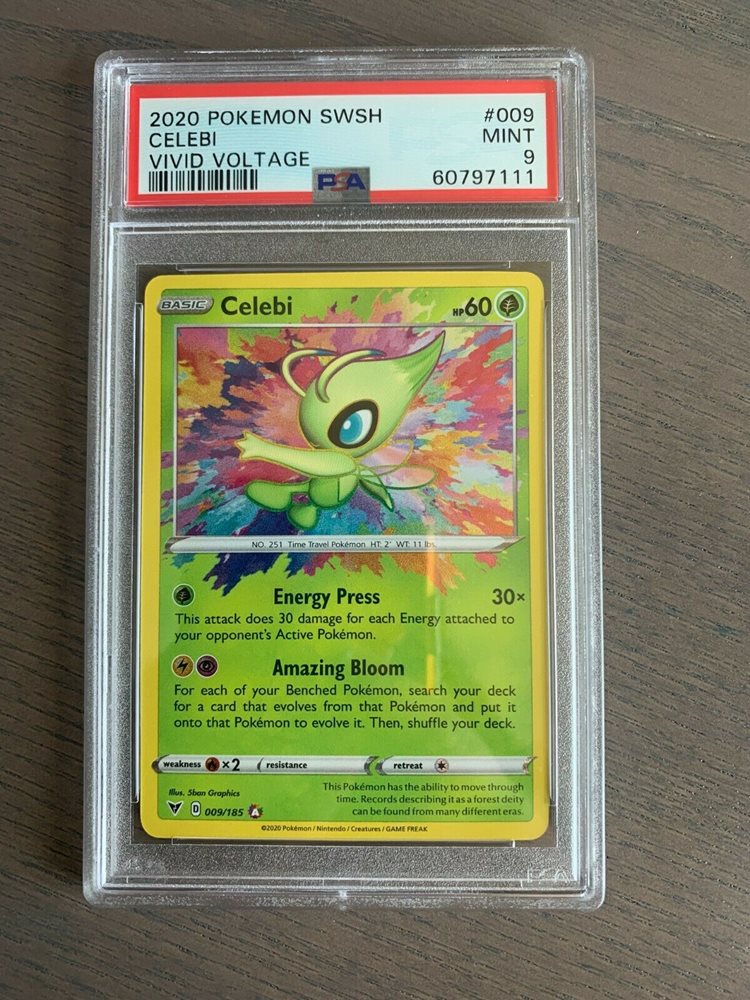 2020 POKEMON SWSH #009
CELEBI MINT
VIVID VOLTAGE 9
PSA 60797111
BASIC Celebi HP60
NO. 251 Time Travel Pokémon HT: 2' WT: 11 lbs.
Energy Press 30×
This attack does 30 damage for each Energy attached to
your opponent's Active Pokémon.
Amazing Bloom
For each of your Benched Pokémon, search your deck
for a card that evolves from that Pokémon and put it
onto that Pokémon to evolve it. Then, shuffle your deck.
weakness ×2 resistance retreat
Illus. 5ban Graphics
D 009/185 A
This Pokémon has the ability to move through
time. Records describing it as a forest deity
can be found from many different eras.
©2020 Pokémon / Nintendo / Creatures / GAME FREAK